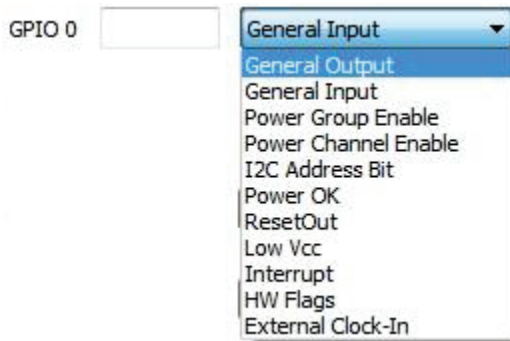 GPIO 0 General Input
General Output
General Input
Power Group Enable
Power Channel Enable
I2C Address Bit
Power OK
ResetOut
Low Vcc
Interrupt
HW Flags
External Clock-In